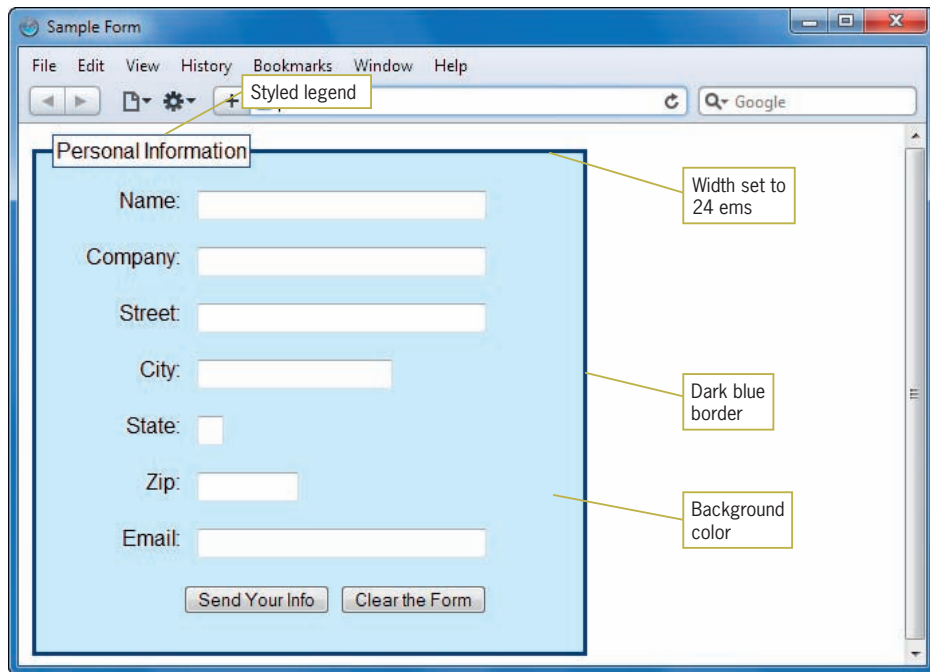 Sample Form
File Edit View History Bookmarks Window Help
Styled legend
Google
Personal Information
Width set to
24 ems
Name:
Company:
Street:
City:
Dark blue
border
State:
Zip:
Background
color
Email:
Send Your Info Clear the Form